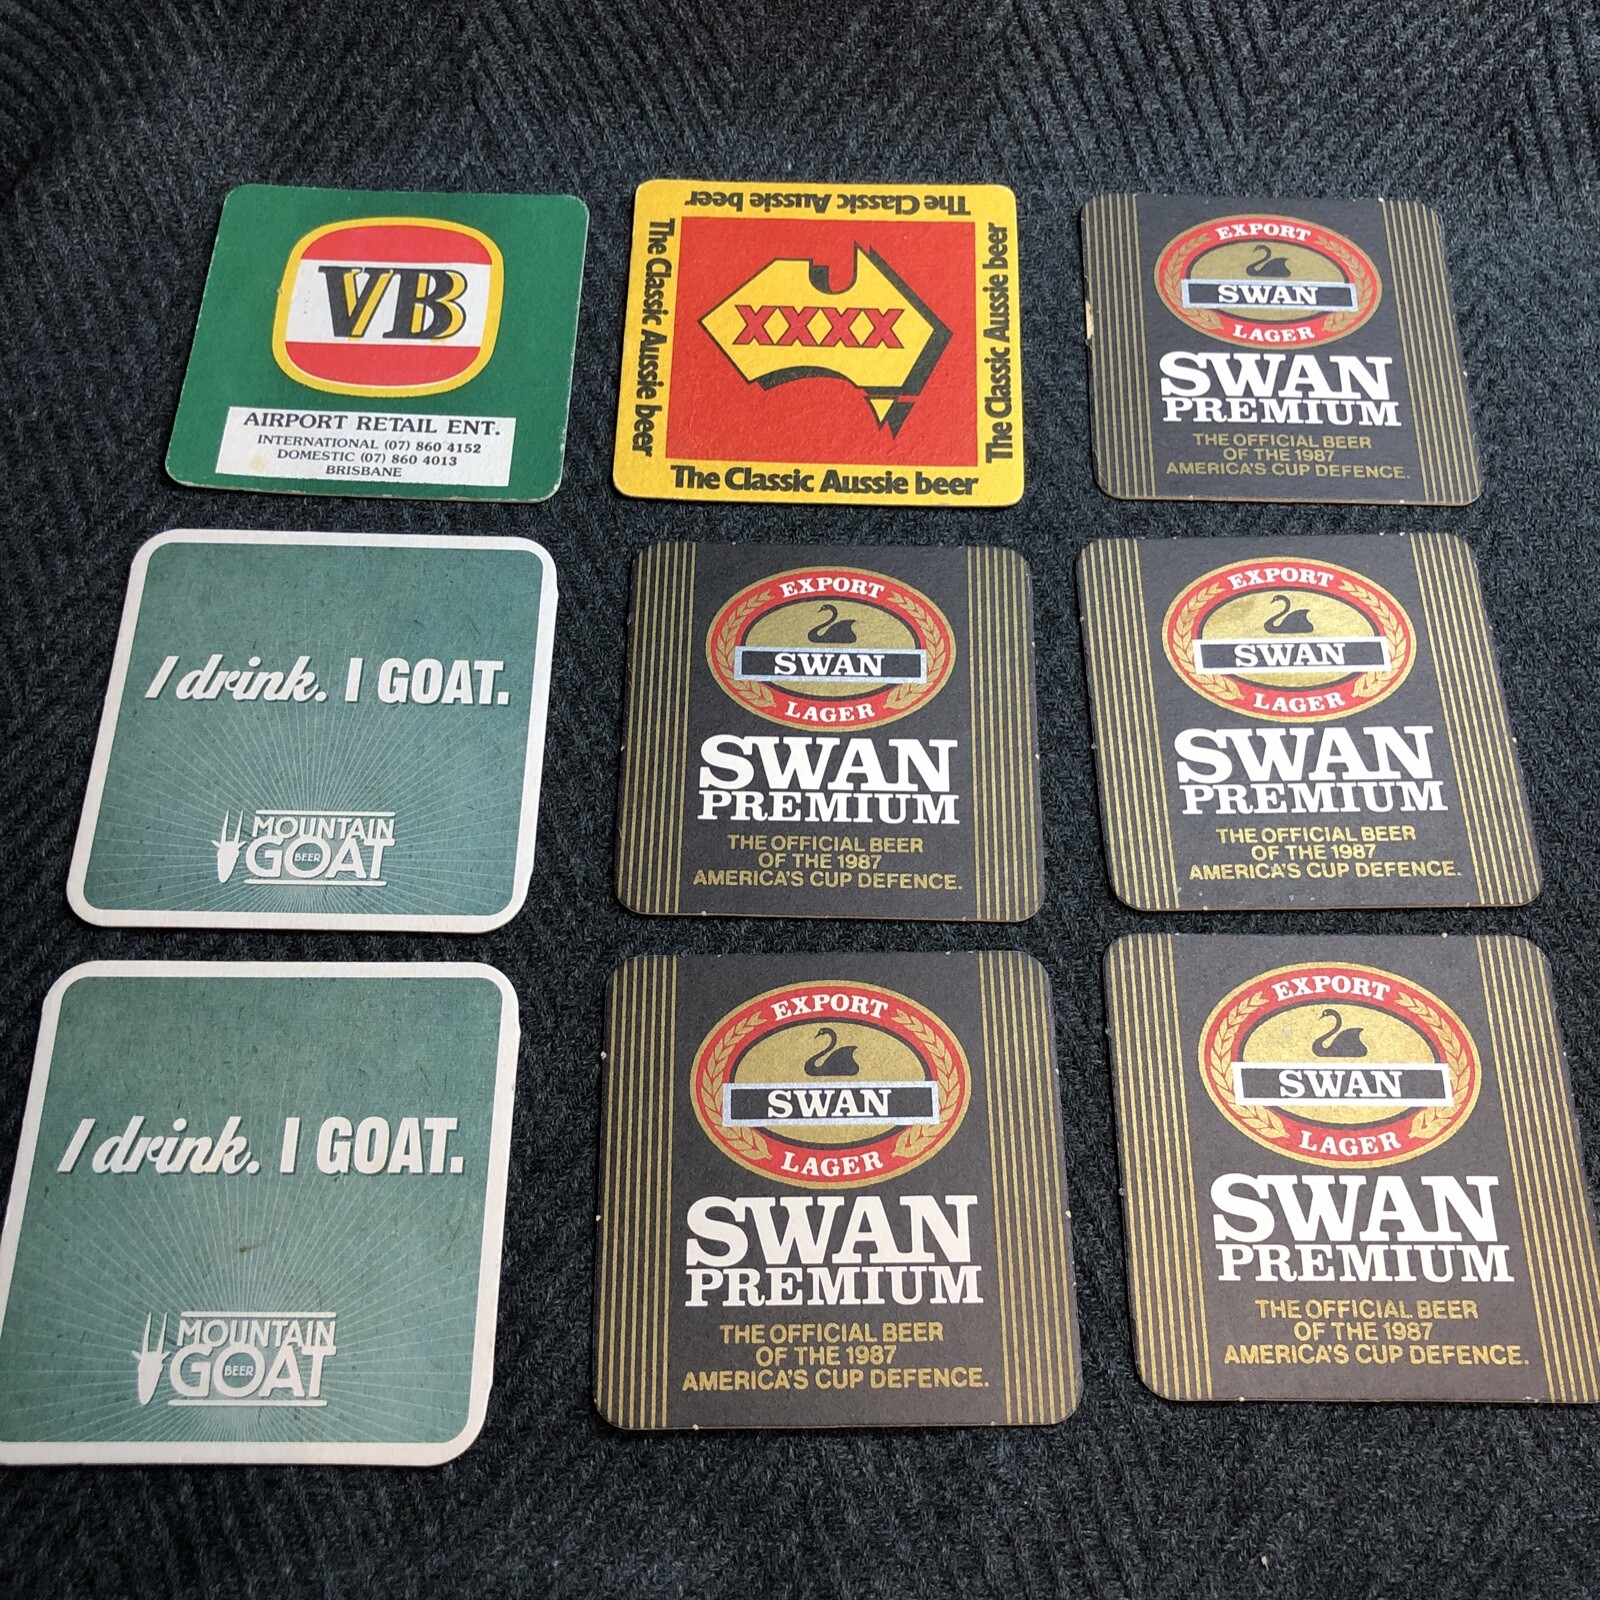 VB
AIRPORT RETAIL ENT.
INTERNATIONAL (07) 860 4152
DOMESTIC (07) 860 4013
BRISBANE
The Classic Aussie beer
The Classic Aussie beer
XXXX
The Classic Aussie beer
The Classic Aussie beer
EXPORT
SWAN
LAGER
SWAN
PREMIUM
THE OFFICIAL BEER
OF THE 1987
AMERICA'S CUP DEFENCE.
I drink. I GOAT.
MOUNTAIN
GOAT
BEER
EXPORT
SWAN
LAGER
SWAN
PREMIUM
THE OFFICIAL BEER
OF THE 1987
AMERICA'S CUP DEFENCE.
EXPORT
SWAN
LAGER
SWAN
PREMIUM
THE OFFICIAL BEER
OF THE 1987
AMERICA'S CUP DEFENCE.
I drink. I GOAT.
MOUNTAIN
GOAT
BEER
EXPORT
SWAN
LAGER
SWAN
PREMIUM
THE OFFICIAL BEER
OF THE 1987
AMERICA'S CUP DEFENCE.
EXPORT
SWAN
LAGER
SWAN
PREMIUM
THE OFFICIAL BEER
OF THE 1987
AMERICA'S CUP DEFENCE.